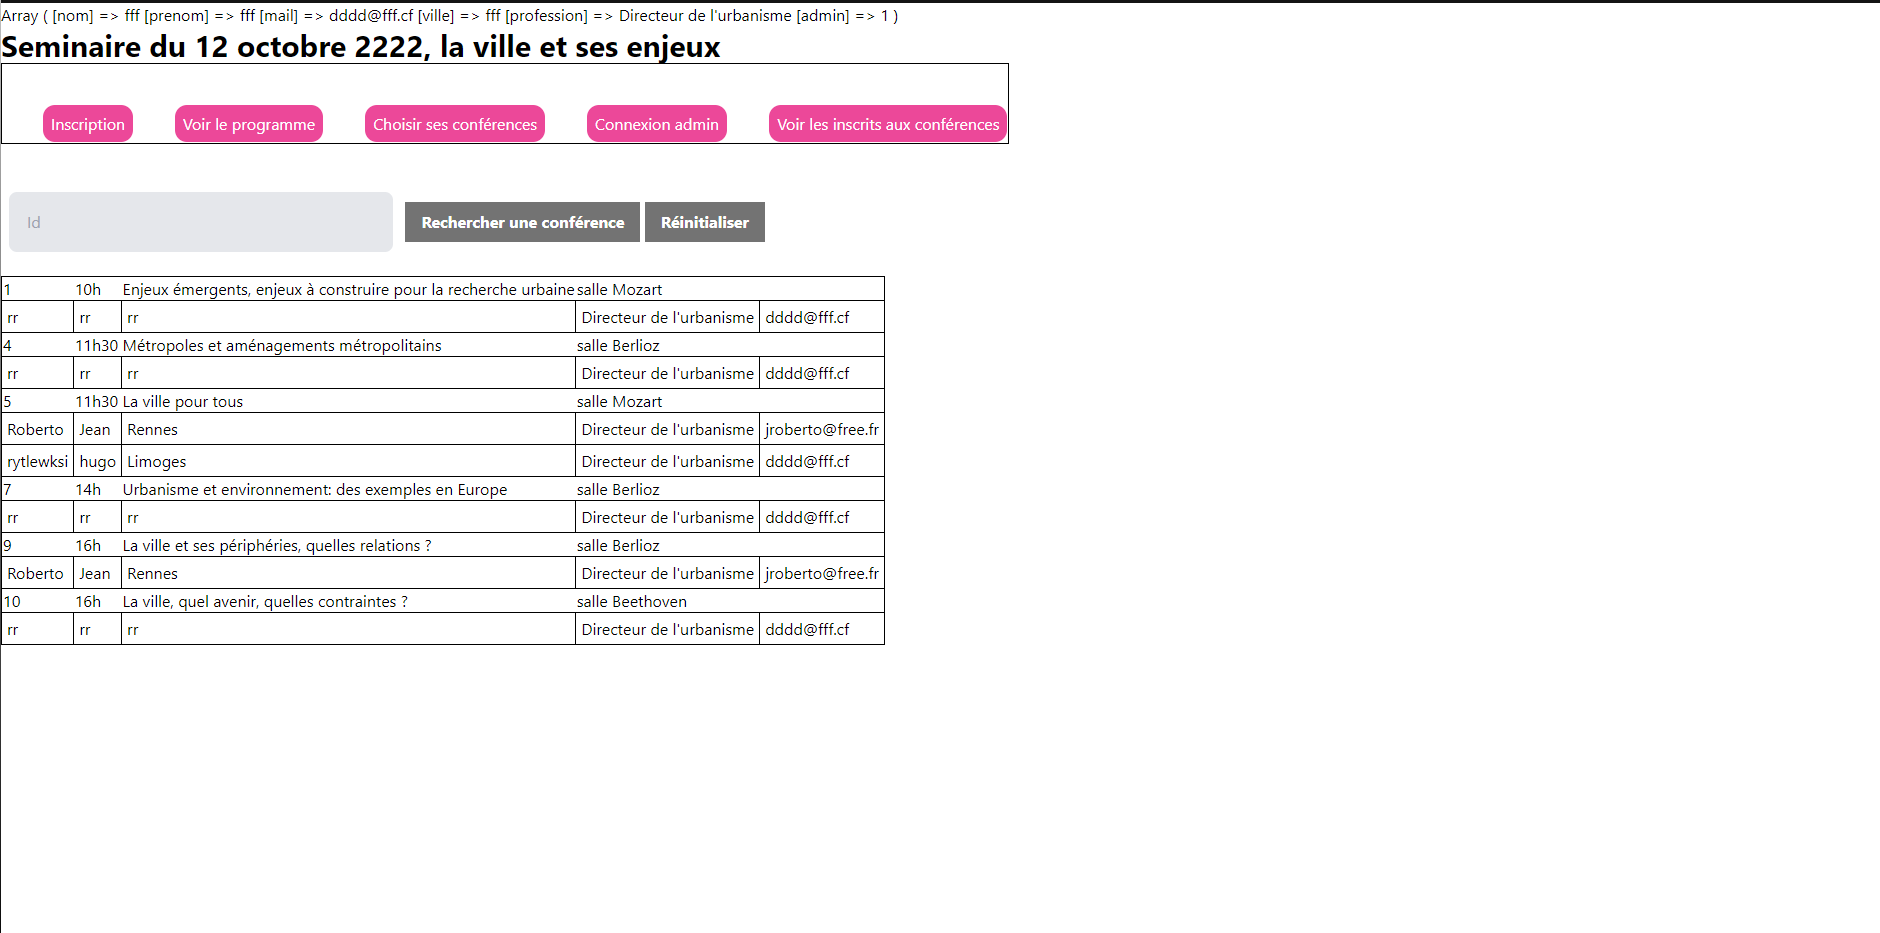 Array ( [nom] => fff [prenom] => fff [mail] => dddd@fff.cf [ville] => fff [profession] => Directeur de l'urbanisme [admin] => 1 )
Seminaire du 12 octobre 2222, la ville et ses enjeux
Inscription Voir le programme Choisir ses conférences Connexion admin Voir les inscrits aux conférences
Id Rechercher une conférence Réinitialiser
1 10h Enjeux émergents, enjeux à construire pour la recherche urbaine salle Mozart
rr rr rr Directeur de l'urbanisme dddd@fff.cf
4 11h30 Métropoles et aménagements métropolitains salle Berlioz
rr rr rr Directeur de l'urbanisme dddd@fff.cf
5 11h30 La ville pour tous salle Mozart
Roberto Jean Rennes Directeur de l'urbanisme jroberto@free.fr
rytlewksi hugo Limoges Directeur de l'urbanisme dddd@fff.cf
7 14h Urbanisme et environnement: des exemples en Europe salle Berlioz
rr rr rr Directeur de l'urbanisme dddd@fff.cf
9 16h La ville et ses périphéries, quelles relations ? salle Berlioz
Roberto Jean Rennes Directeur de l'urbanisme jroberto@free.fr
10 16h La ville, quel avenir, quelles contraintes ? salle Beethoven
rr rr rr Directeur de l'urbanisme dddd@fff.cf